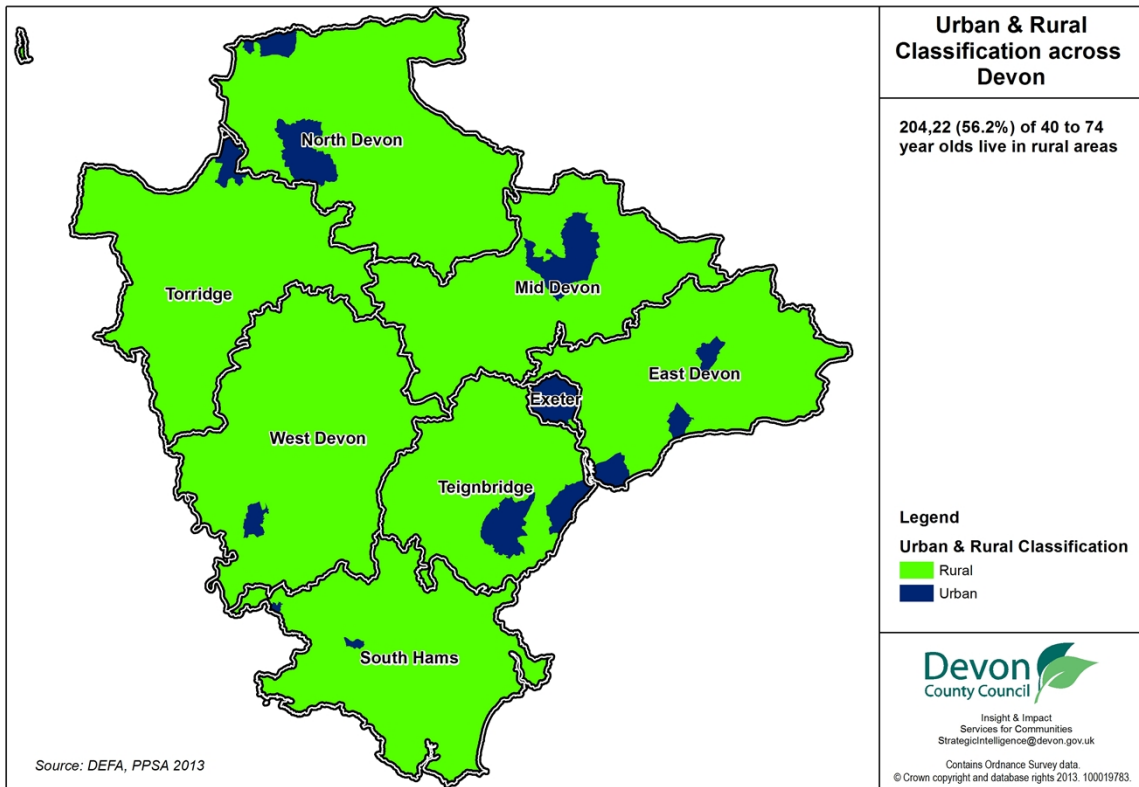 Urban & Rural
Classification across
Devon
204,22 (56.2%) of 40 to 74
year olds live in rural areas
North Devon
Mid Devon
Torridge
East Devon
Exeter
West Devon
Teignbridge
South Hams
Legend
Urban & Rural Classification
Rural
Urban
Devon
County Council
Insight & Impact
Services for Communities
StrategicIntelligence@devon.gov.uk
Contains Ordnance Survey data.
© Crown copyright and database rights 2013. 100019783.
Source: DEFA, PPSA 2013